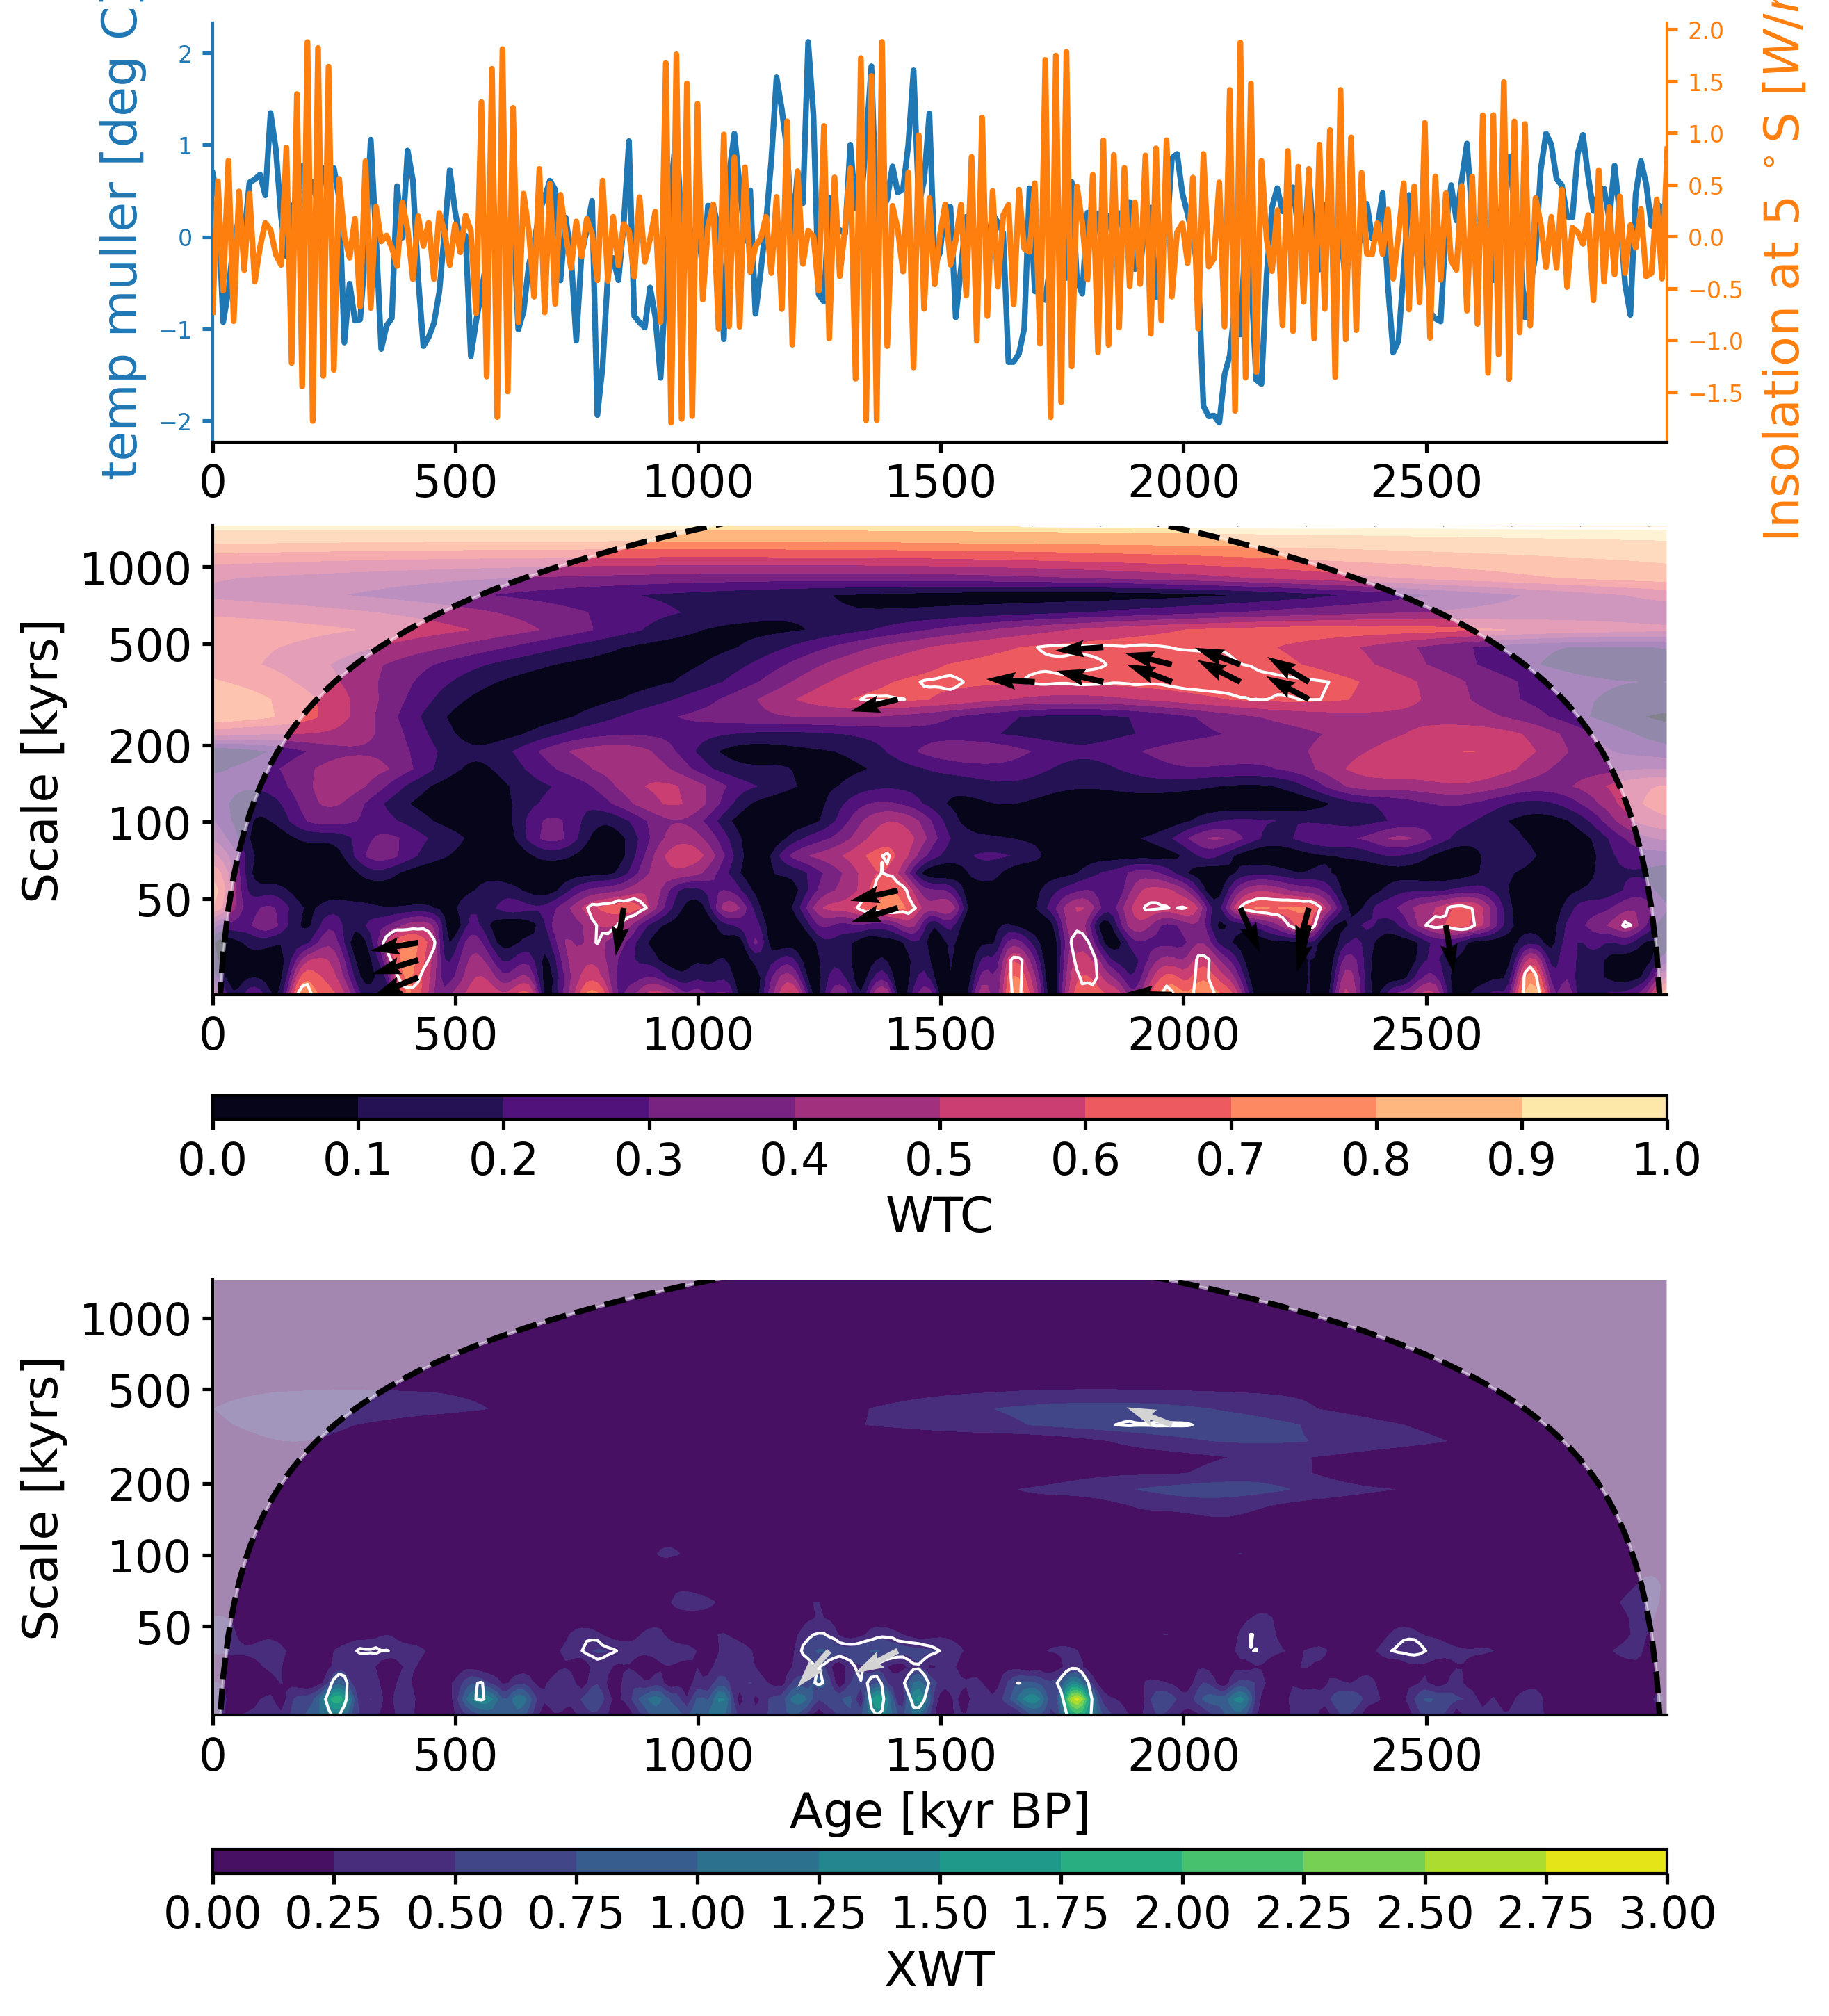 temp muller [deg C]
2
1
0
−1
−2
2.0
1.5
1.0
0.5
0.0
−0.5
−1.0
−1.5
Insolation at 5 °S [W/
0 500 1000 1500 2000 2500
Scale [kyrs]
1000
500
200
100
50
0 500 1000 1500 2000 2500
0.0 0.1 0.2 0.3 0.4 0.5 0.6 0.7 0.8 0.9 1.0
WTC
Scale [kyrs]
1000
500
200
100
50
0 500 1000 1500 2000 2500
Age [kyr BP]
0.00 0.25 0.50 0.75 1.00 1.25 1.50 1.75 2.00 2.25 2.50 2.75 3.00
XWT